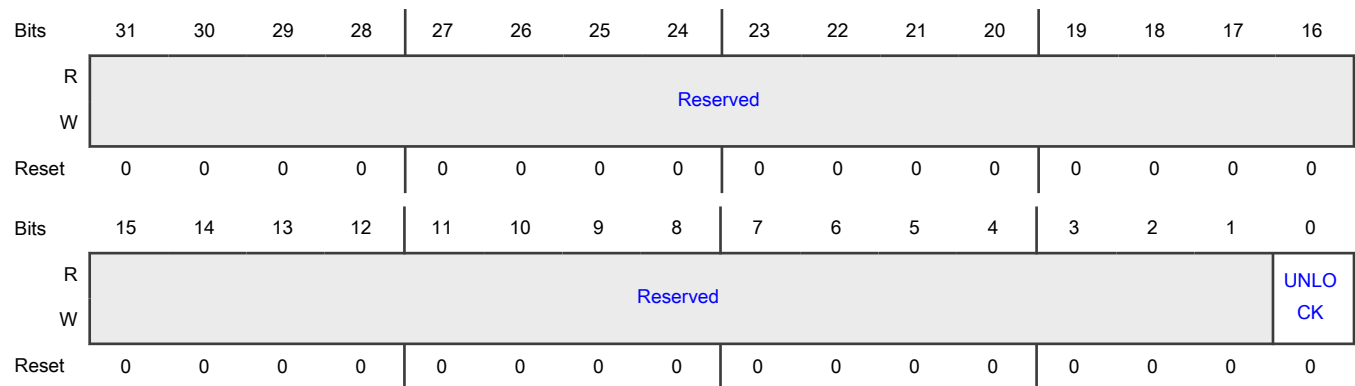 Bits 31 30 29 28 27 26 25 24 23 22 21 20 19 18 17 16
R
Reserved
W
Reset 0 0 0 0 0 0 0 0 0 0 0 0 0 0 0 0
Bits 15 14 13 12 11 10 9 8 7 6 5 4 3 2 1 0
R UNLO
Reserved
W CK
Reset 0 0 0 0 0 0 0 0 0 0 0 0 0 0 0 0